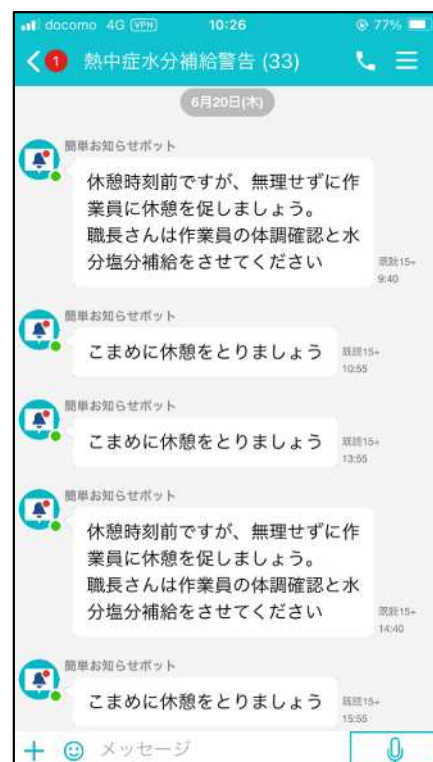 docomo 4G VPN 10:26 77%
1 熱中症水分補給警告 (33)
6月20日(木)
簡単お知らせボット
休憩時刻前ですが、無理せずに作
業員に休憩を促しましょう。
職長さんは作業員の体調確認と水
分塩分補給をさせてください
既読15+
9:40
簡単お知らせボット
こまめに休憩をとりましょう
既読15+
10:55
簡単お知らせボット
こまめに休憩をとりましょう
既読15+
13:55
簡単お知らせボット
休憩時刻前ですが、無理せずに作
業員に休憩を促しましょう。
職長さんは作業員の体調確認と水
分塩分補給をさせてください
既読15+
14:40
簡単お知らせボット
こまめに休憩をとりましょう
既読15+
15:55
メッセージ